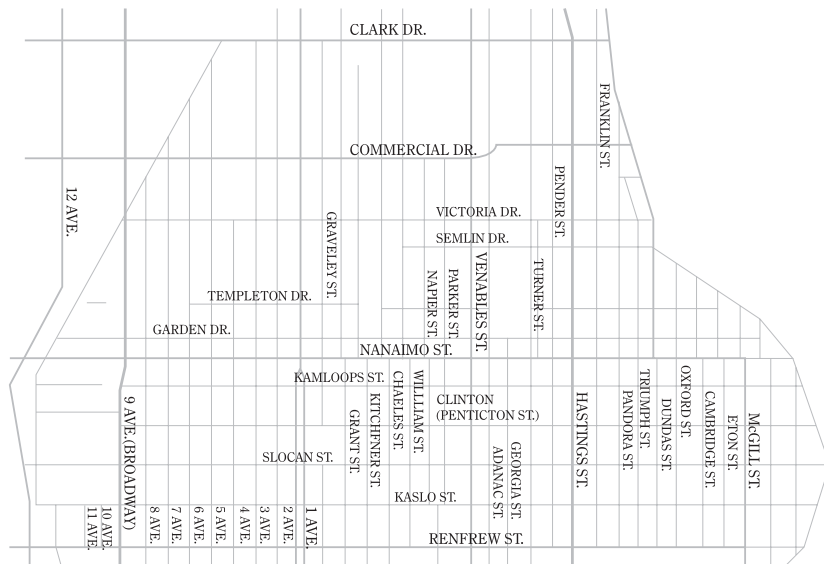 CLARK DR.
FRANKLIN ST.
COMMERCIAL DR.
PENDER ST.
12 AVE.
VICTORIA DR.
GRAVELEY ST.
SEMLIN DR.
VENABLES ST.
TURNER ST.
NAPIER ST.
PARKER ST.
TEMPLETON DR.
GARDEN DR.
NANAIMO ST.
KAMLOOPS ST.
CHAELES ST.
WILLLIAM ST.
OXFORD ST.
TRIUMPH ST.
PANDORA ST.
DUNDAS ST.
CAMBRIDGE ST.
ETON ST.
McGILL ST.
HASTINGS ST.
CLINTON
(PENTICTON ST.)
KITCHFNER ST.
GRANT ST.
9 AVE.(BROADWAY)
SLOCAN ST.
GEORGIA ST.
ADANAC ST.
KASLO ST.
11 AVE.
10 AVE.
8 AVE.
7 AVE.
6 AVE.
5 AVE.
4 AVE.
3 AVE.
2 AVE.
1 AVE.
RENFREW ST.